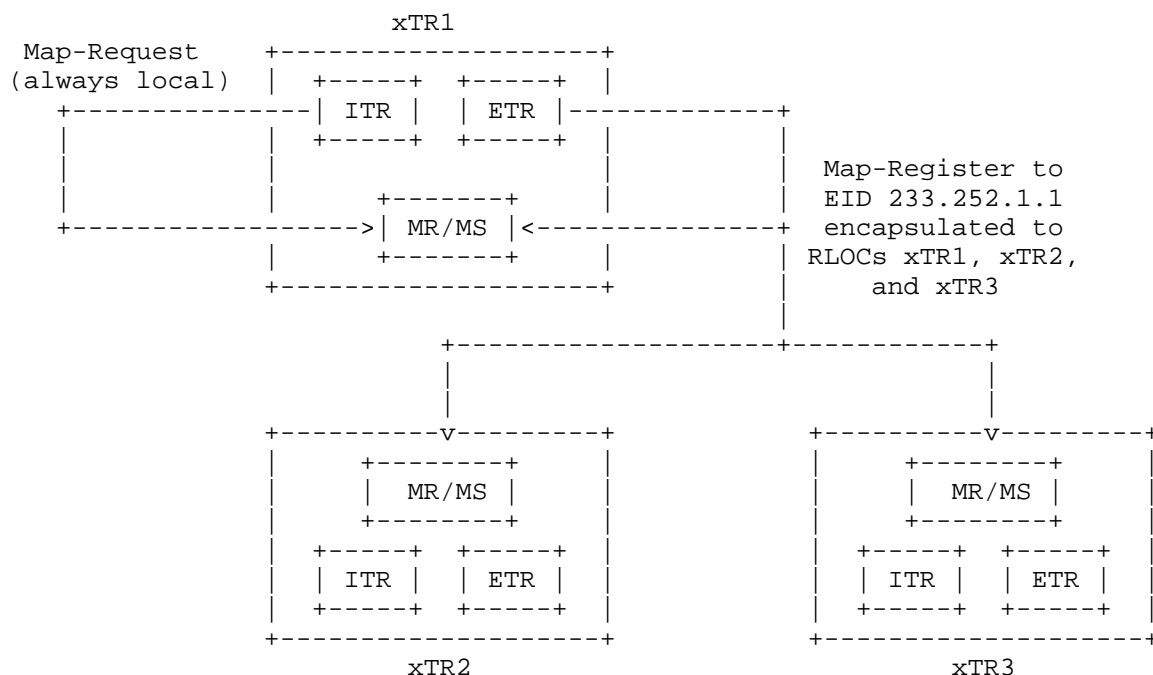 xTR1
Map-Request
(always local)
ITR ETR
Map-Register to
EID 233.252.1.1
MR/MS encapsulated to
RLOCs xTR1, xTR2,
and xTR3
MR/MS MR/MS
ITR ETR ITR ETR
xTR2 xTR3